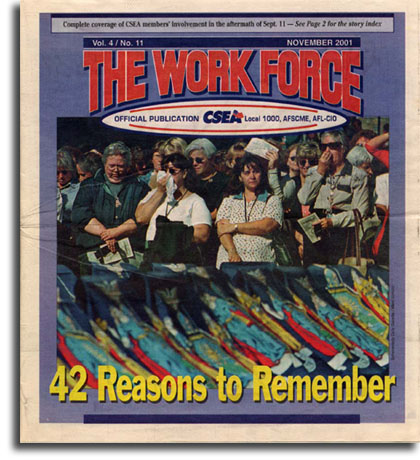 Complete coverage of CSEA members' involvement in the aftermath of Sept. 11 — See Page 2 for the story index
Vol. 4 / No. 11 NOVEMBER 2001
THE WORK FORCE
OFFICIAL PUBLICATION CSEA Local 1000, AFSCME, AFL-CIO
42 Reasons to Remember